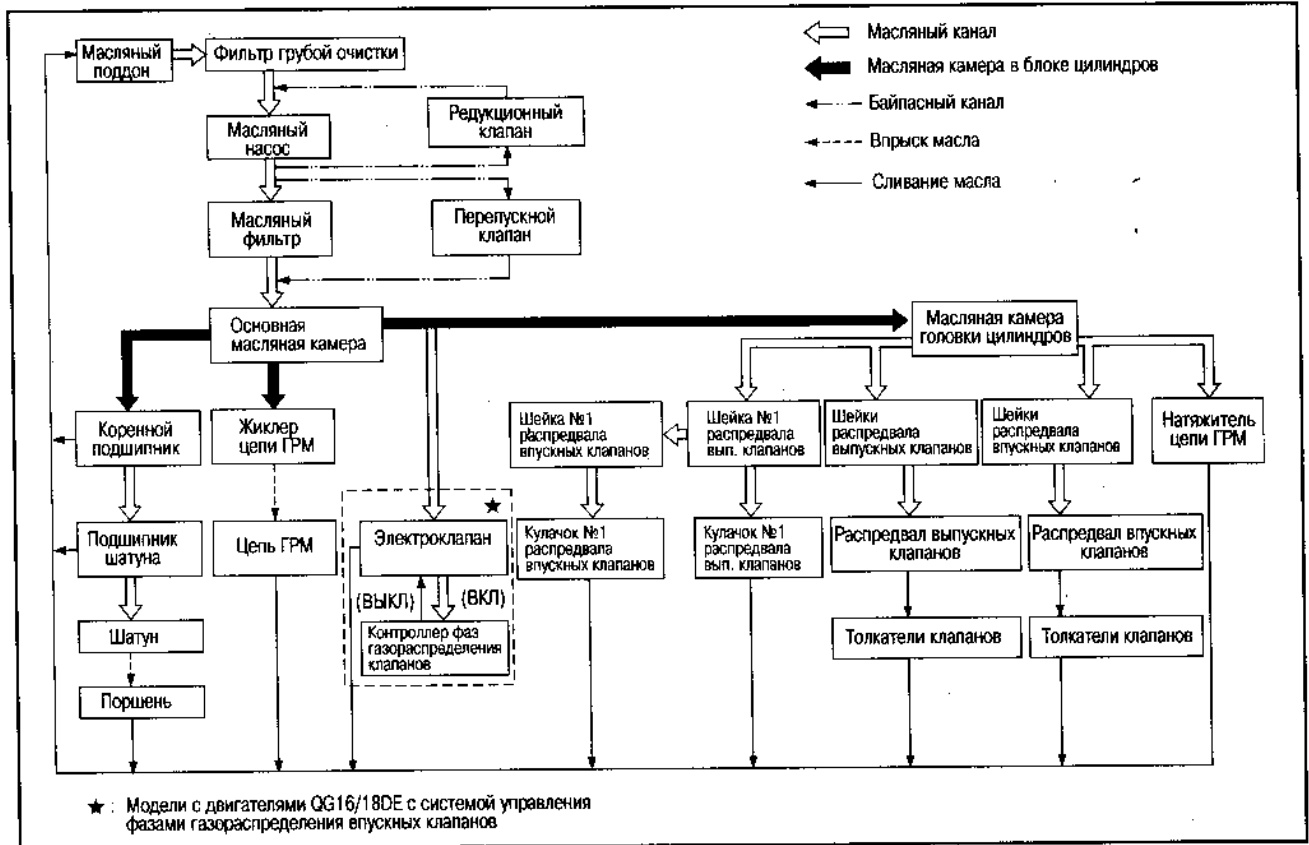 Масляный
поддон
Фильтр грубой очистки
Масляный канал
Масляная камера в блоке цилиндров
Байпасный канал
Впрыск масла
Сливание масла
Масляный
насос
Редукционный
клапан
Масляный
фильтр
Перепускной
клапан
Основная
масляная камера
Масляная камера
головки цилиндров
Коренной
подшипник
Жиклер
цепи ГРМ
Шейка №1
распредвала
впускных клапанов
Шейка №1
распредвала
вып. клапанов
Шейки
распредвала
выпускных клапанов
Шейки
распредвала
впускных клапанов
Натяжитель
цепи ГРМ
Подшипник
шатуна
Цепь ГРМ
★
Электроклапан
Кулачок №1
распредвала
впускных клапанов
Кулачок №1
распредвала
вып. клапанов
Распредвал выпускных
клапанов
Распредвал впускных
клапанов
(ВЫКЛ)
(ВКЛ)
Шатун
Контроллер фаз
газораспределения
клапанов
Толкатели клапанов
Толкатели клапанов
Поршень
★ : Модели с двигателями QG16/18DE с системой управления
фазами газораспределения впускных клапанов